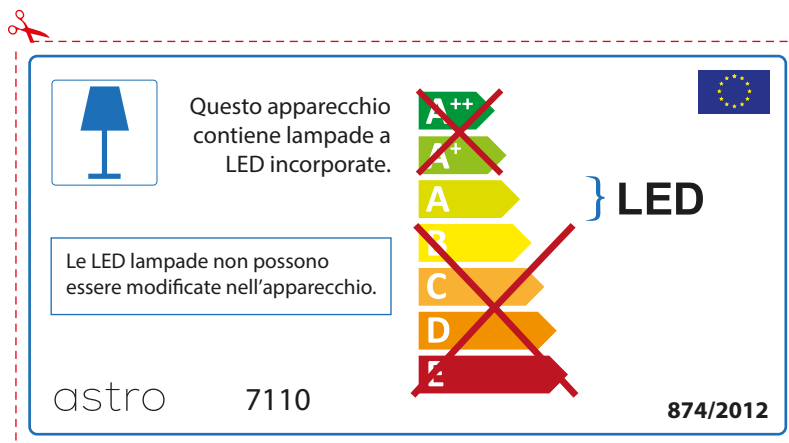 Questo apparecchio
contiene lampade a
LED incorporate.
Le LED lampade non possono
essere modificate nell'apparecchio.
A++
A+
A
B
C
D
E
LED
astro
7110
874/2012